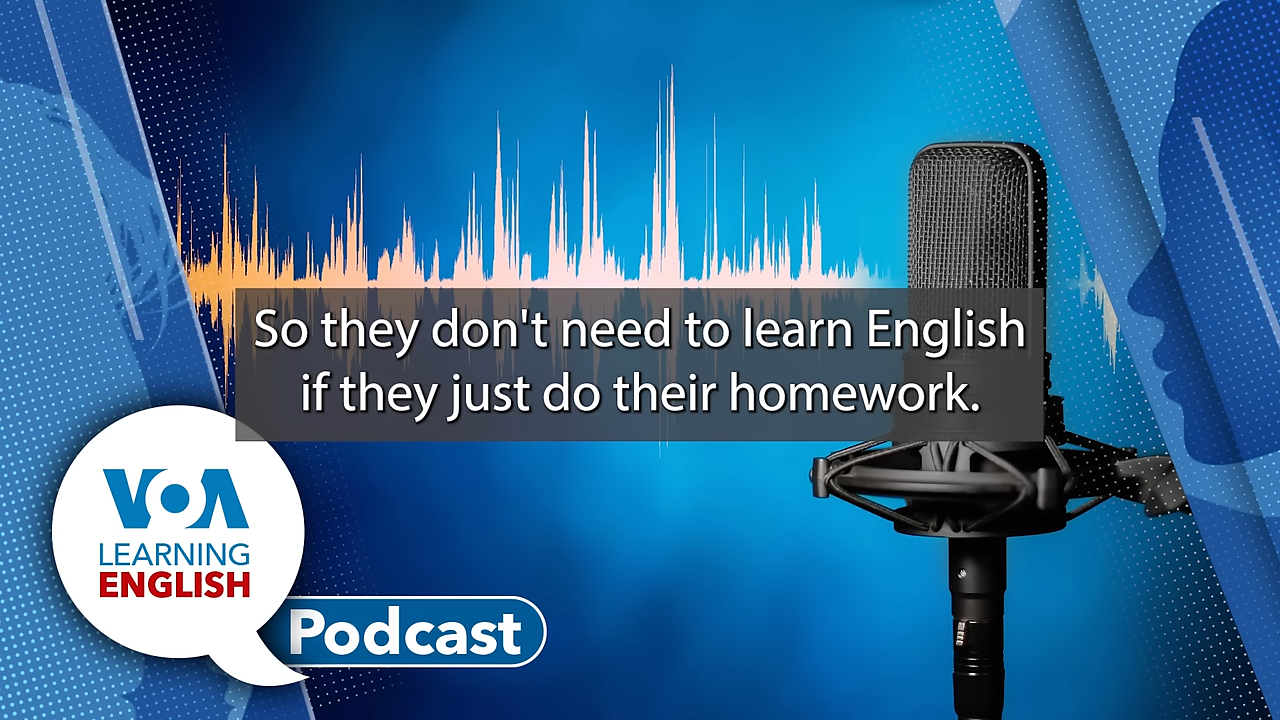 So they don't need to learn English
if they just do their homework.
VOA
LEARNING
ENGLISH
Podcast